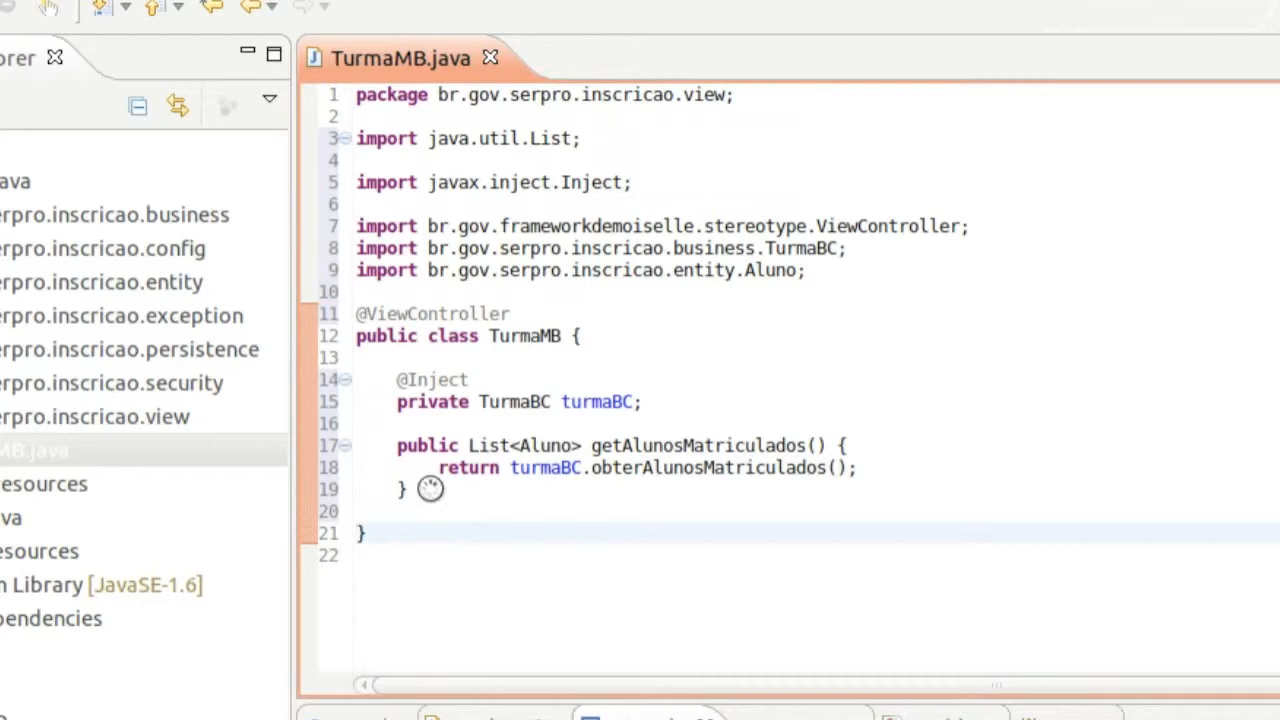 orer
ava
erpro.inscricao.business
erpro.inscricao.config
erpro.inscricao.entity
erpro.inscricao.exception
erpro.inscricao.persistence
erpro.inscricao.security
erpro.inscricao.view
MB.java
resources
va
esources
m Library [JavaSE-1.6]
pendencies
TurmaMB.java
1 package br.gov.serpro.inscricao.view;
2
3 import java.util.List;
4
5 import javax.inject.Inject;
6
7 import br.gov.frameworkdemoiselle.stereotype.ViewController;
8 import br.gov.serpro.inscricao.business.TurmaBC;
9 import br.gov.serpro.inscricao.entity.Aluno;
10
11 @ViewController
12 public class TurmaMB {
13
14 @Inject
15 private TurmaBC turmaBC;
16
17 public List<Aluno> getAlunosMatriculados() {
18 return turmaBC.obterAlunosMatriculados();
19 }
20
21 }
22